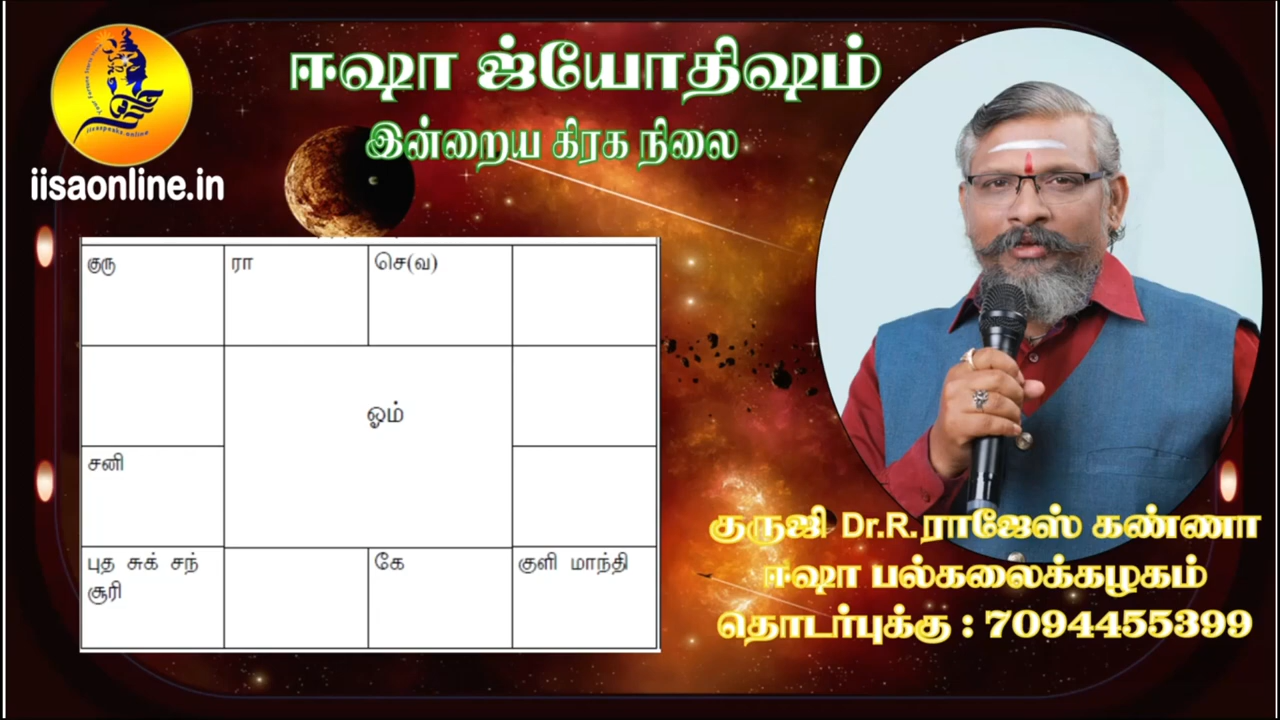 ஈஷா ஜ்யோதிஷம்
இன்றைய கிரக நிலை
iisaonline.in
குரு
ரா
செ(வ)
ஓம்
சனி
புத சுக் சந்
சூரி
கே
குளி மாந்தி
குருஜி Dr.R.ராஜேஸ் கண்ணா
ஈஷா பல்கலைக்கழகம்
தொடர்புக்கு : 7094455399